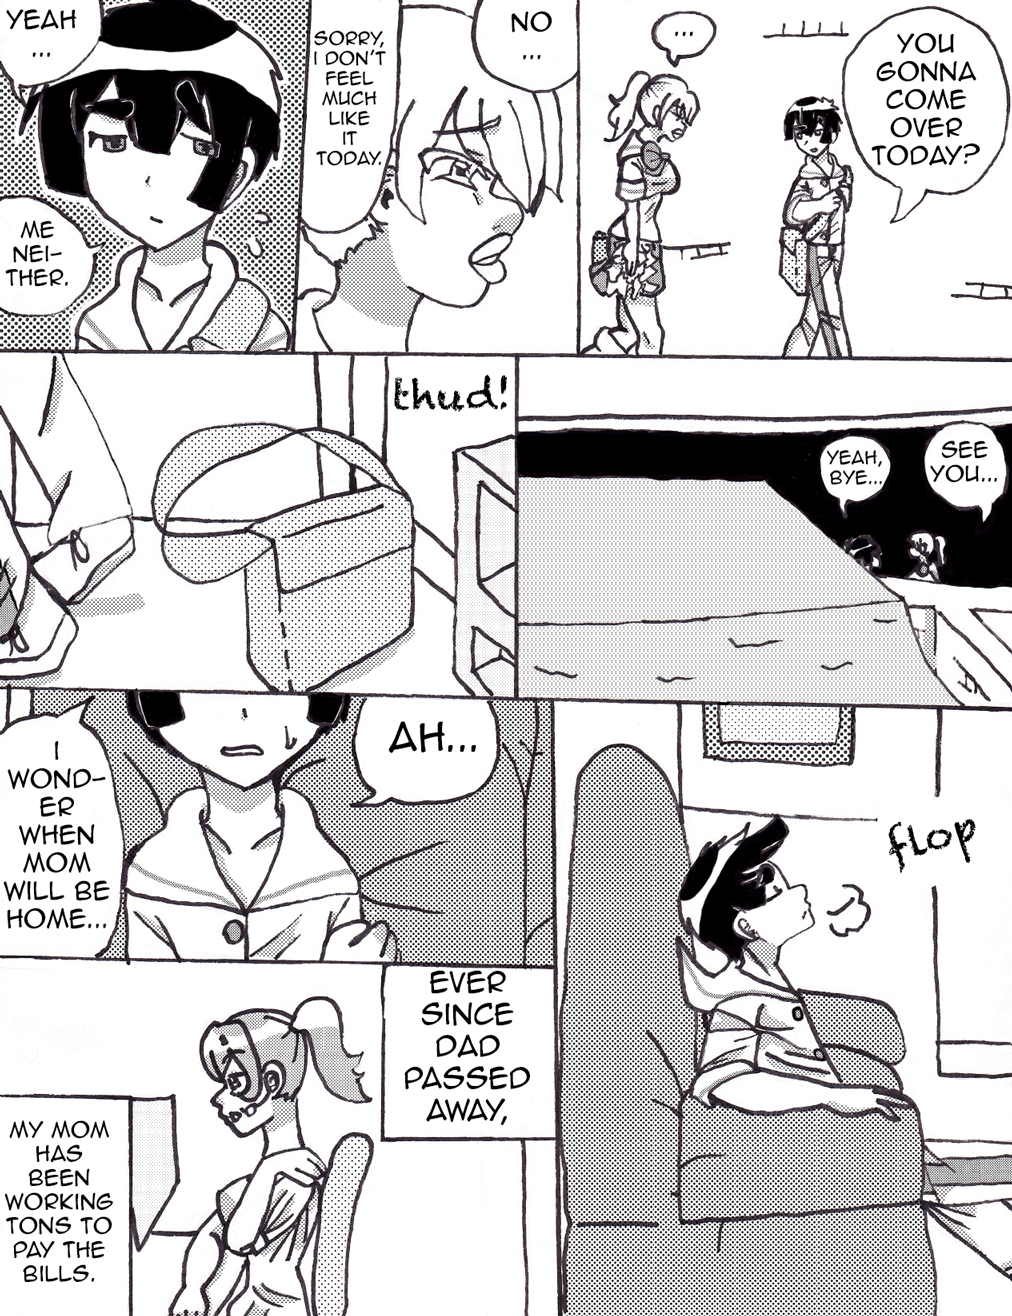 ...
YOU
GONNA
COME
OVER
TODAY?
NO
...
SORRY,
I DON'T
FEEL
MUCH
LIKE
IT
TODAY.
YEAH
...
ME
NEI-
THER.
SEE
YOU...
YEAH,
BYE...
thud!
flop
AH...
I
WOND-
ER
WHEN
MOM
WILL BE
HOME...
EVER
SINCE
DAD
PASSED
AWAY,
MY MOM
HAS
BEEN
WORKING
TONS TO
PAY THE
BILLS.